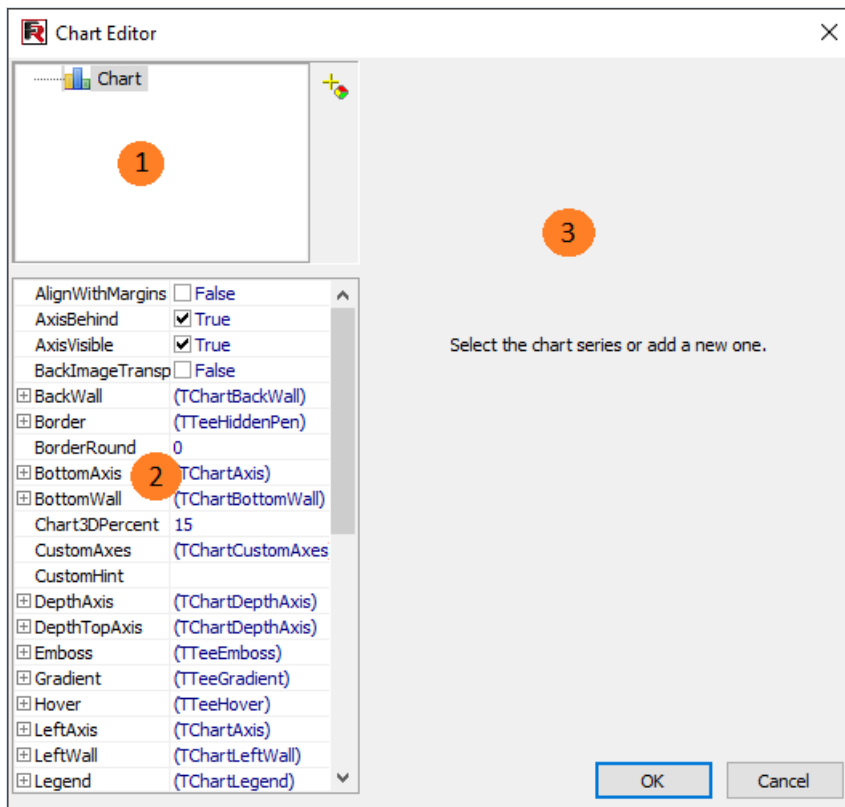 Chart Editor
Chart
1
3
AlignWithMargins False
AxisBehind True
AxisVisible True
Select the chart series or add a new one.
BackImageTransp False
BackWall (TChartBackWall)
Border (TTeeHiddenPen)
BorderRound 0
BottomAxis 2 TChartAxis)
BottomWall (TChartBottomWall)
Chart3DPercent 15
CustomAxes (TChartCustomAxes
CustomHint
DepthAxis (TChartDepthAxis)
DepthTopAxis (TChartDepthAxis)
Emboss (TTeeEmboss)
Gradient (TTeeGradient)
Hover (TTeeHover)
LeftAxis (TChartAxis)
LeftWall (TChartLeftWall)
Legend (TChartLegend)
OK Cancel